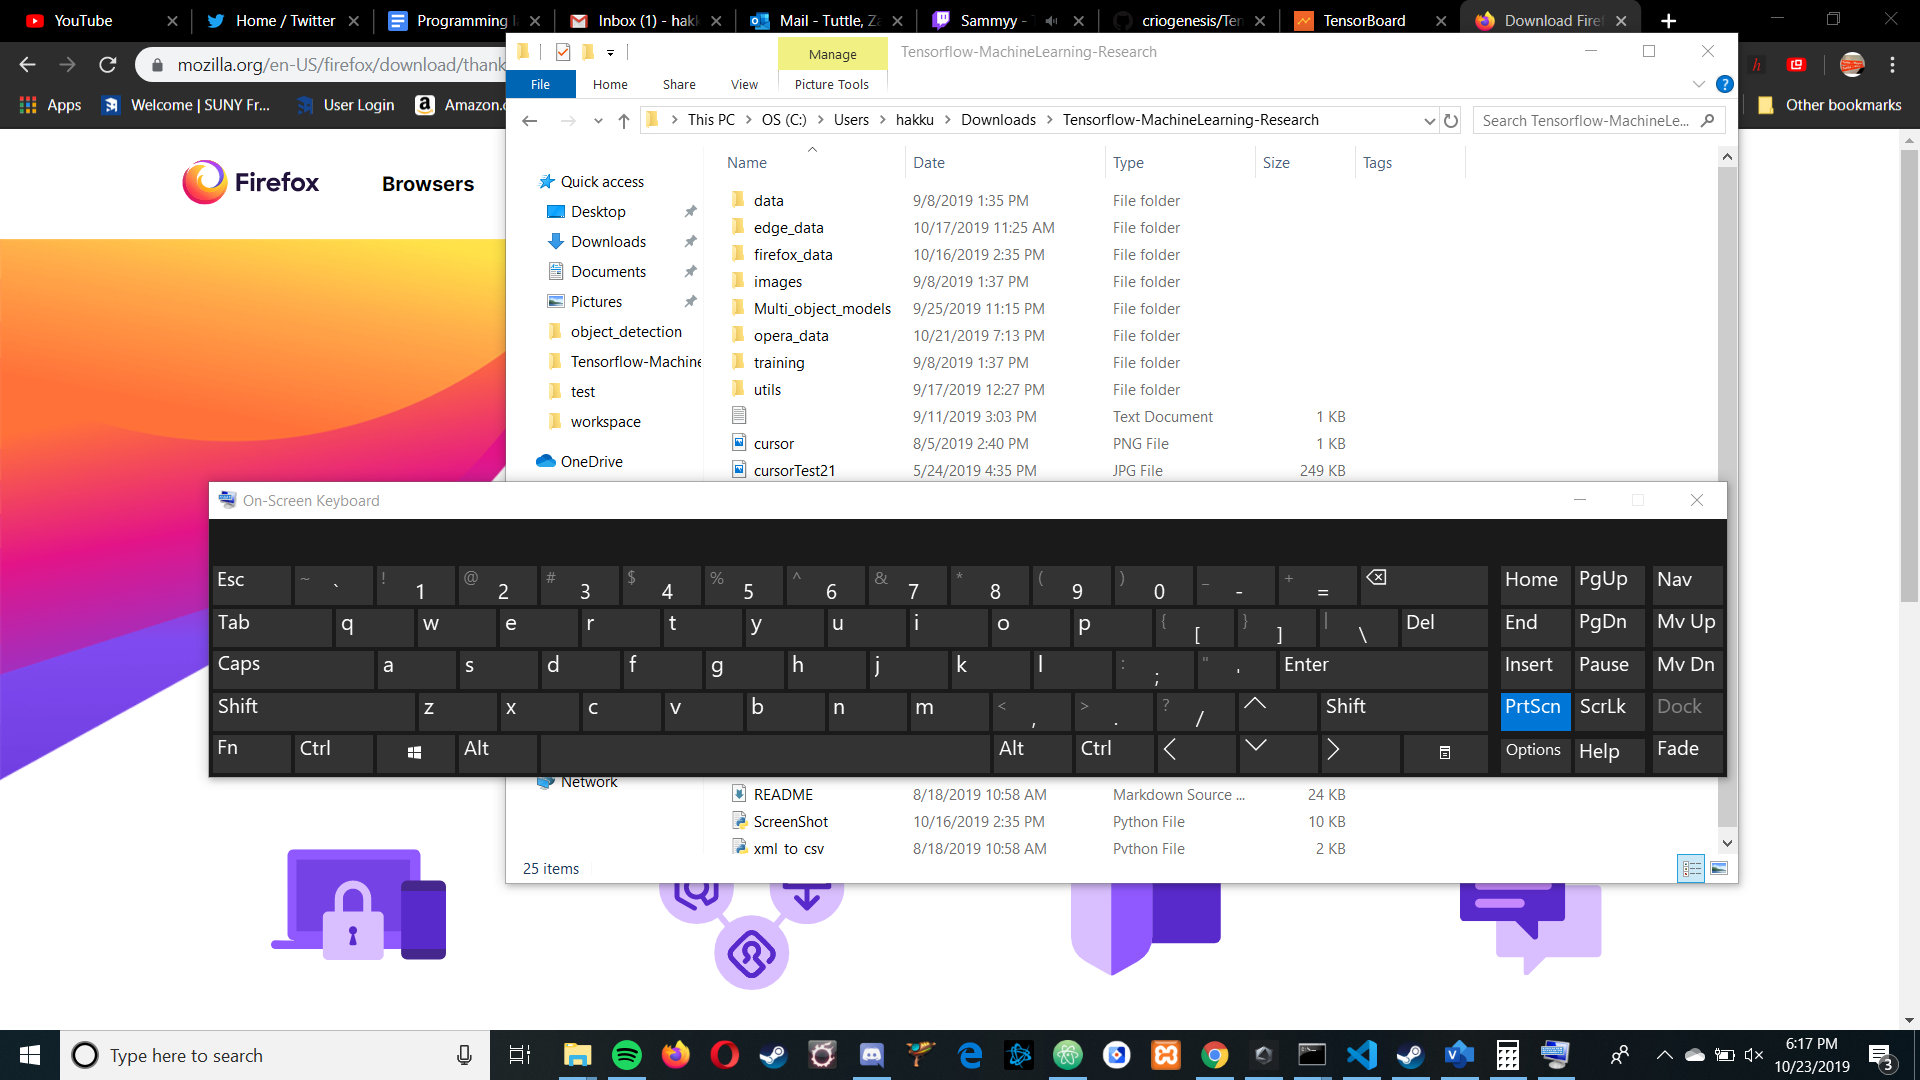 YouTube
Home / Twitter
Programming la
Inbox (1) - hakk
Mail - Tuttle, Za
Sammyy -
criogenesis/Ten
TensorBoard
Download Firef
mozilla.org/en-US/firefox/download/thank
Apps
Welcome | SUNY Fr...
User Login
Amazon.c
Other bookmarks
Manage
Tensorflow-MachineLearning-Research
File
Home
Share
View
Picture Tools
This PC
OS (C:)
Users
hakku
Downloads
Tensorflow-MachineLearning-Research
Search Tensorflow-MachineLe...
Firefox
Browsers
Name Date Type Size Tags
Quick access
Desktop
Downloads
Documents
Pictures
object_detection
Tensorflow-Machine
test
workspace
OneDrive
Network
data 9/8/2019 1:35 PM File folder
edge_data 10/17/2019 11:25 AM File folder
firefox_data 10/16/2019 2:35 PM File folder
images 9/8/2019 1:37 PM File folder
Multi_object_models 9/25/2019 11:15 PM File folder
opera_data 10/21/2019 7:13 PM File folder
training 9/8/2019 1:37 PM File folder
utils 9/17/2019 12:27 PM File folder
9/11/2019 3:03 PM Text Document 1 KB
cursor 8/5/2019 2:40 PM PNG File 1 KB
cursorTest21 5/24/2019 4:35 PM JPG File 249 KB
On-Screen Keyboard
Esc ~ ` ! 1 @ 2 # 3 $ 4 % 5 ^ 6 & 7 * 8 ( 9 ) 0 _ - + = Home PgUp Nav
Tab q w e r t y u i o p { [ } ] | \ Del End PgDn Mv Up
Caps a s d f g h j k l : ; " ' Enter Insert Pause Mv Dn
Shift z x c v b n m < , > . ? / Shift PrtScn ScrLk Dock
Fn Ctrl Alt Alt Ctrl Options Help Fade
README 8/18/2019 10:58 AM Markdown Source ... 24 KB
ScreenShot 10/16/2019 2:35 PM Python File 10 KB
xml_to_csv 8/18/2019 10:58 AM Python File 2 KB
25 items
Type here to search
6:17 PM
10/23/2019
3